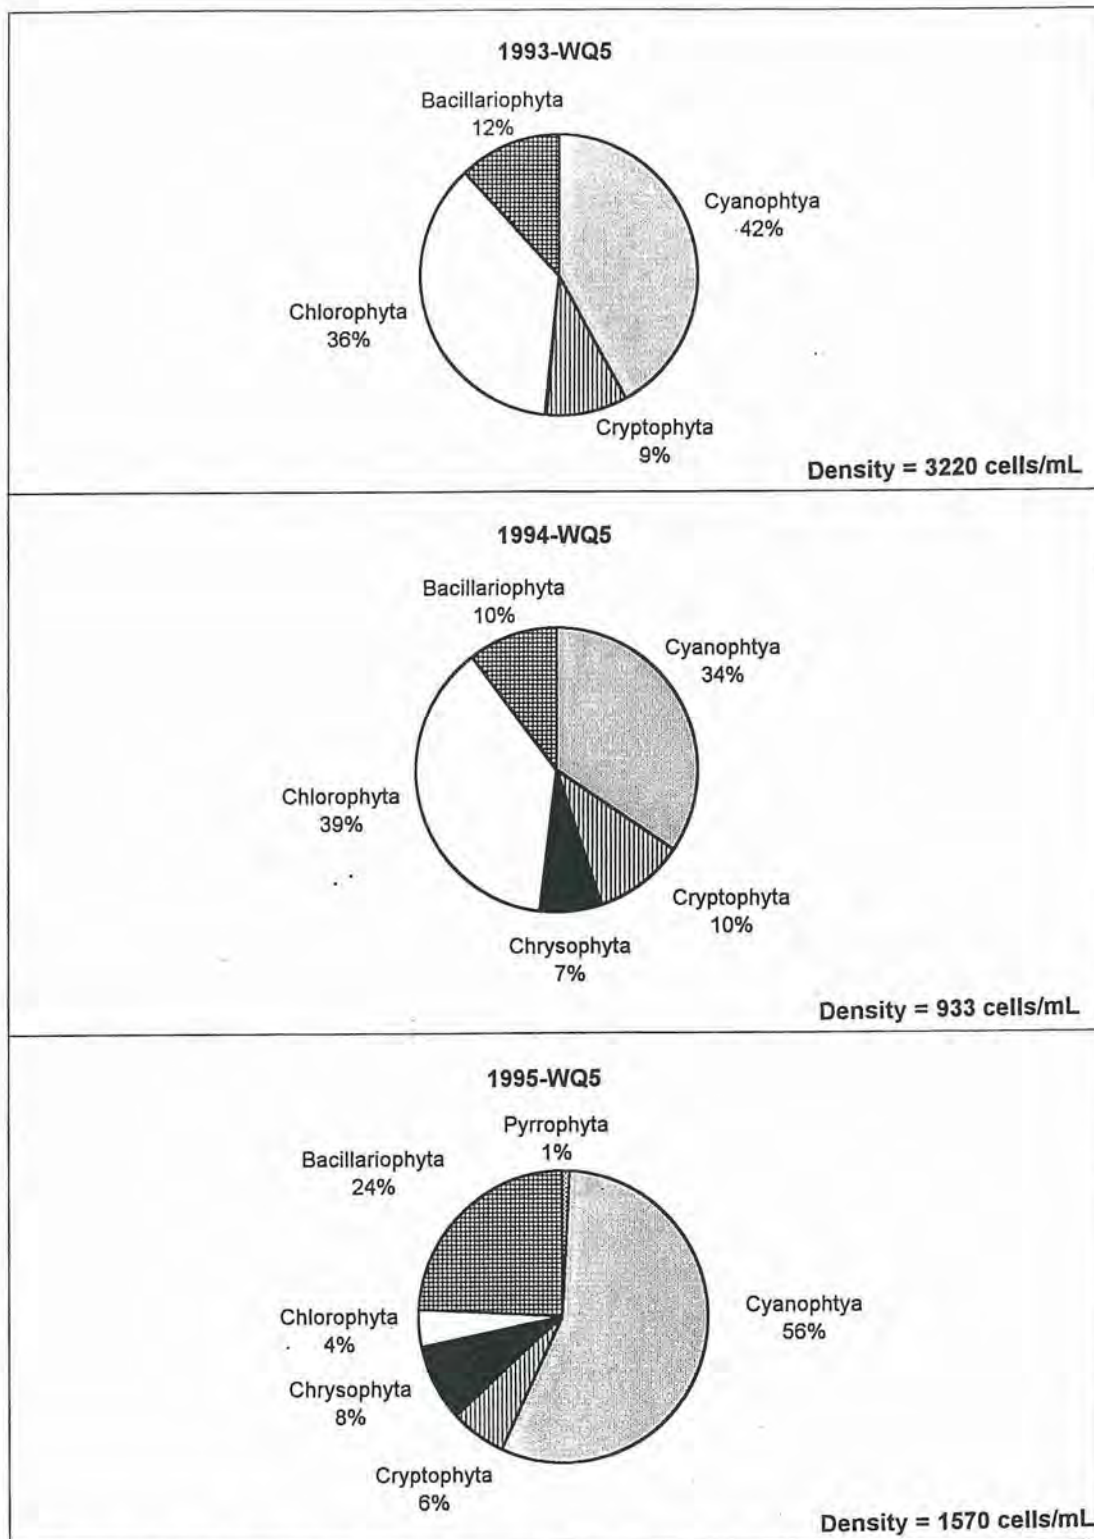 1993-WQ5
Bacillariophyta
12%
Cyanophtya
42%
Chlorophyta
36%
Cryptophyta
9%
Density = 3220 cells/mL
1994-WQ5
Bacillariophyta
10%
Cyanophtya
34%
Chlorophyta
39%
Cryptophyta
10%
Chrysophyta
7%
Density = 933 cells/mL
1995-WQ5
Pyrrophyta
1%
Bacillariophyta
24%
Cyanophtya
56%
Chlorophyta
4%
Chrysophyta
8%
Cryptophyta
6%
Density = 1570 cells/mL